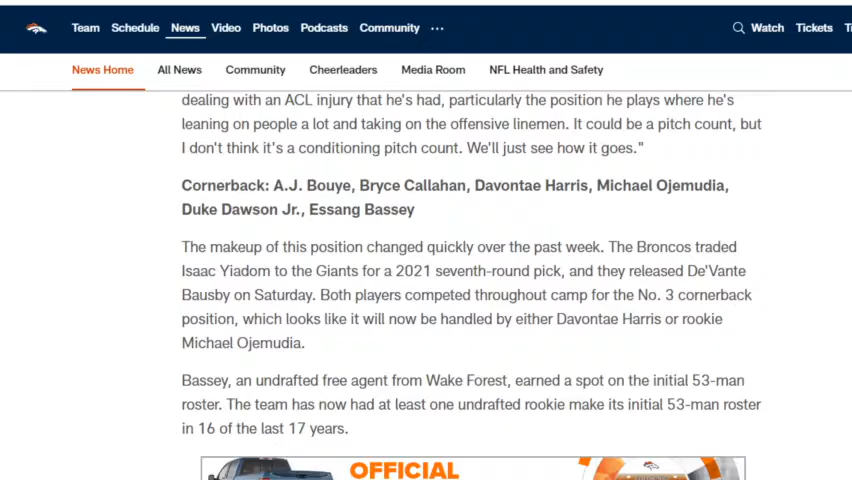 Team Schedule News Video Photos Podcasts Community ... Watch Tickets
News Home All News Community Cheerleaders Media Room NFL Health and Safety
dealing with an ACL injury that he's had, particularly the position he plays where he's
leaning on people a lot and taking on the offensive linemen. It could be a pitch count, but
I don't think it's a conditioning pitch count. We'll just see how it goes."
Cornerback: A.J. Bouye, Bryce Callahan, Davontae Harris, Michael Ojemudia,
Duke Dawson Jr., Essang Bassey
The makeup of this position changed quickly over the past week. The Broncos traded
Isaac Yiadom to the Giants for a 2021 seventh-round pick, and they released De'Vante
Bausby on Saturday. Both players competed throughout camp for the No. 3 cornerback
position, which looks like it will now be handled by either Davontae Harris or rookie
Michael Ojemudia.
Bassey, an undrafted free agent from Wake Forest, earned a spot on the initial 53-man
roster. The team has now had at least one undrafted rookie make its initial 53-man roster
in 16 of the last 17 years.
OFFICIAL